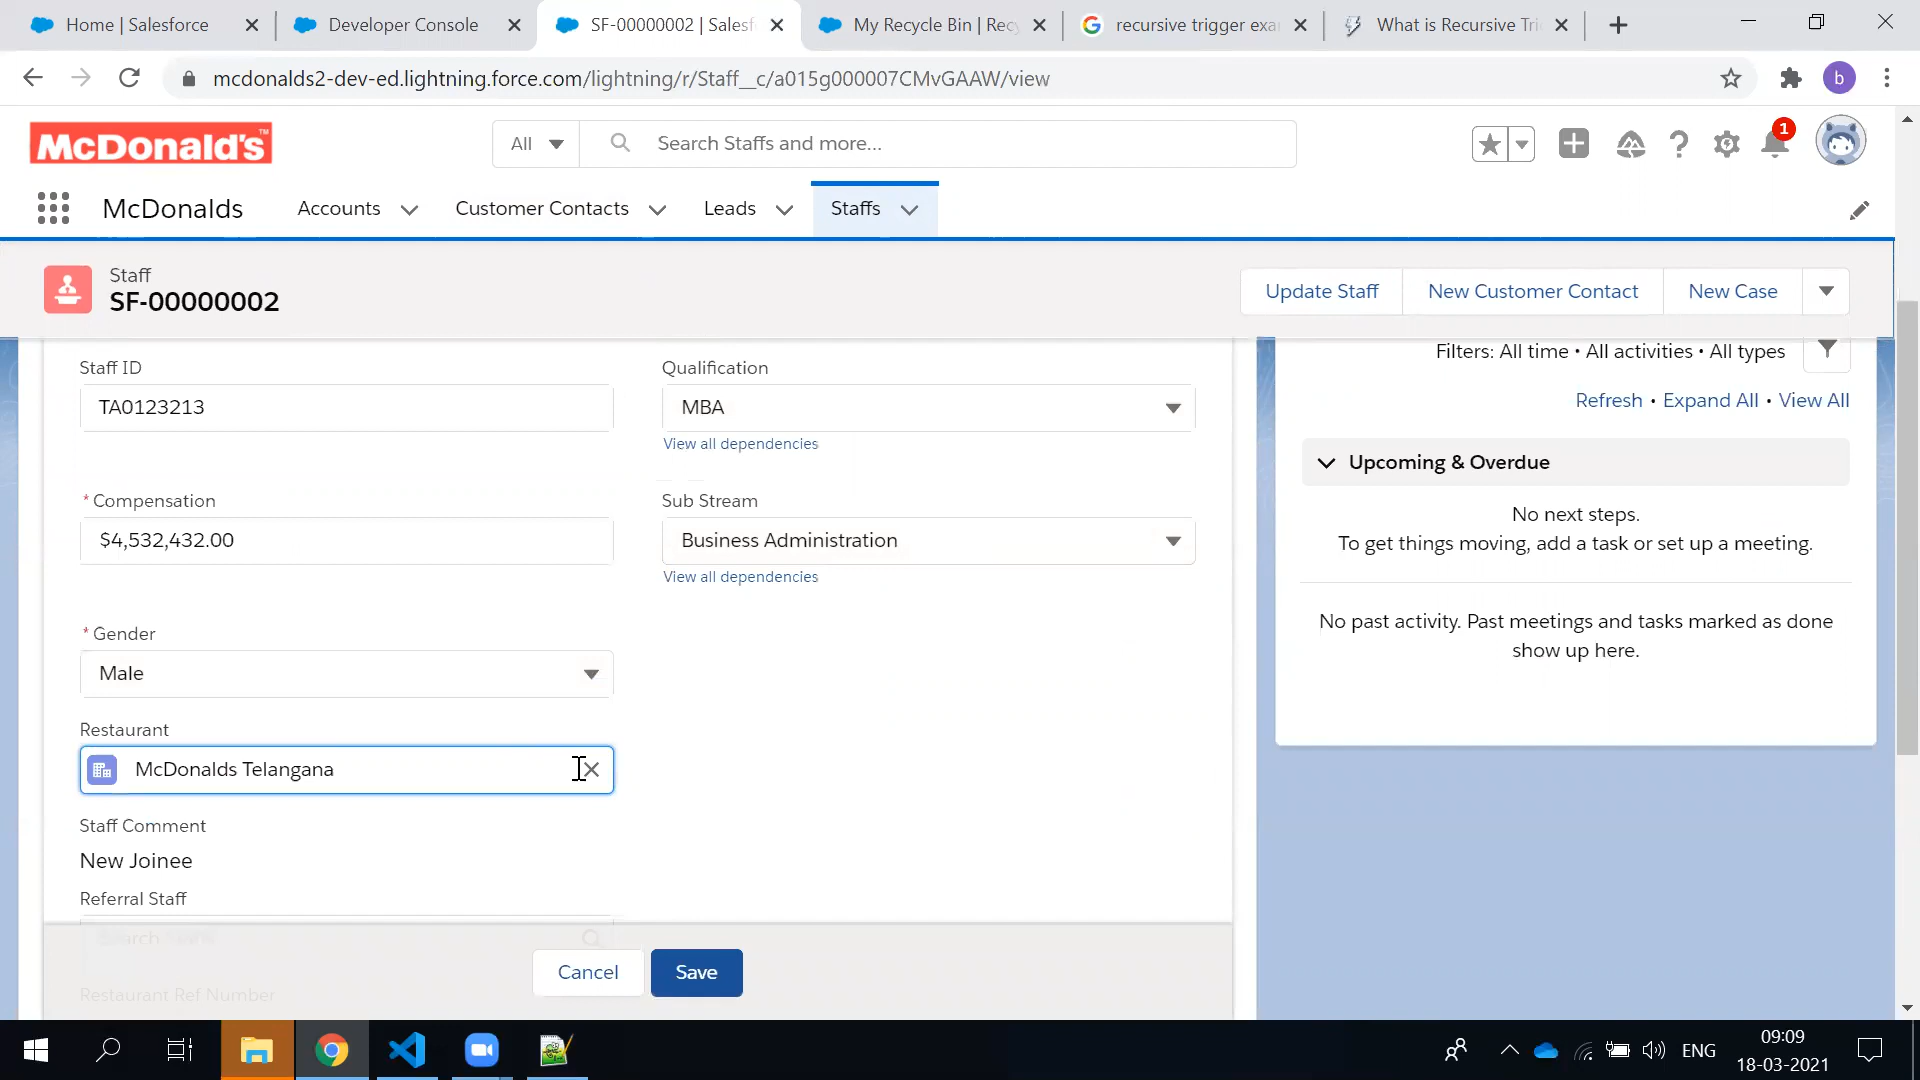 Home | Salesforce
Developer Console
SF-00000002 | Salesf
My Recycle Bin | Recy
recursive trigger exa
What is Recursive Tri
mcdonalds2-dev-ed.lightning.force.com/lightning/r/Staff__c/a015g000007CMvGAAW/view
b
McDonald's™
All
Search Staffs and more...
1
McDonalds
Accounts
Customer Contacts
Leads
Staffs
Staff
SF-00000002
Update Staff
New Customer Contact
New Case
Staff ID
TA0123213
Qualification
MBA
View all dependencies
* Compensation
$4,532,432.00
Sub Stream
Business Administration
View all dependencies
* Gender
Male
Restaurant
McDonalds Telangana
Staff Comment
New Joinee
Referral Staff
Search
Restaurant Ref Number
Cancel
Save
Filters: All time • All activities • All types
Refresh • Expand All • View All
Upcoming & Overdue
No next steps.
To get things moving, add a task or set up a meeting.
No past activity. Past meetings and tasks marked as done
show up here.
ENG
09:09
18-03-2021